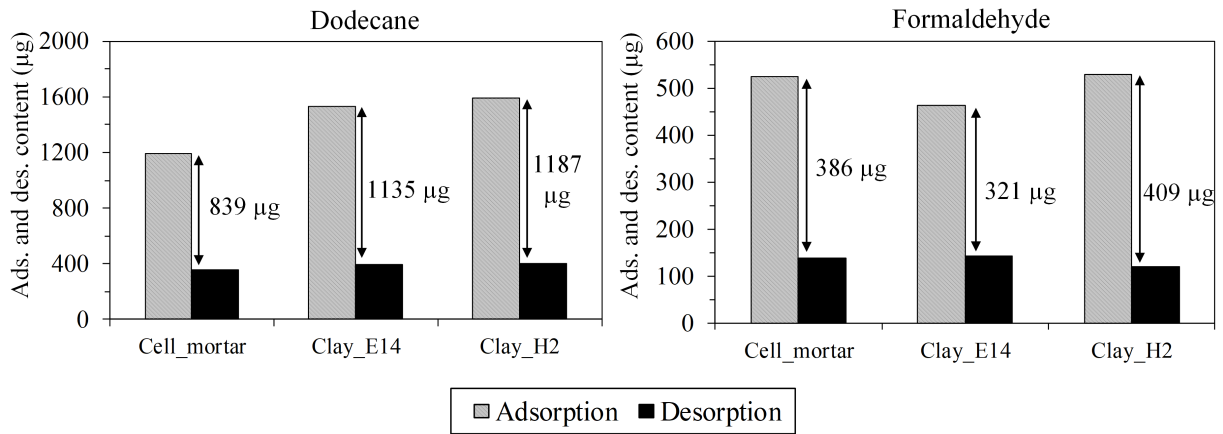 Dodecane
Ads. and des. content (µg)
2000
1600
1200
800
400
0
839 µg
1135 µg
1187
µg
Cell_mortar
Clay_E14
Clay_H2
Formaldehyde
Ads. and des. content (µg)
600
500
400
300
200
100
0
386 µg
321 µg
409 µg
Cell_mortar
Clay_E14
Clay_H2
Adsorption
Desorption